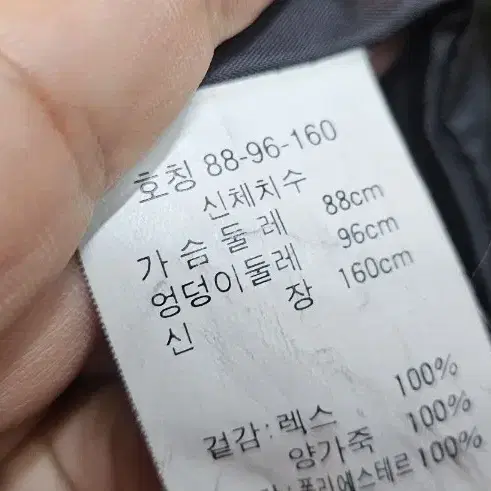 호칭 88-96-160
신체치수
가슴둘레 88cm
엉덩이둘레 96cm
신 장 160cm
겉감:렉스 100%
양가죽 100%
폴리에스테르 100%